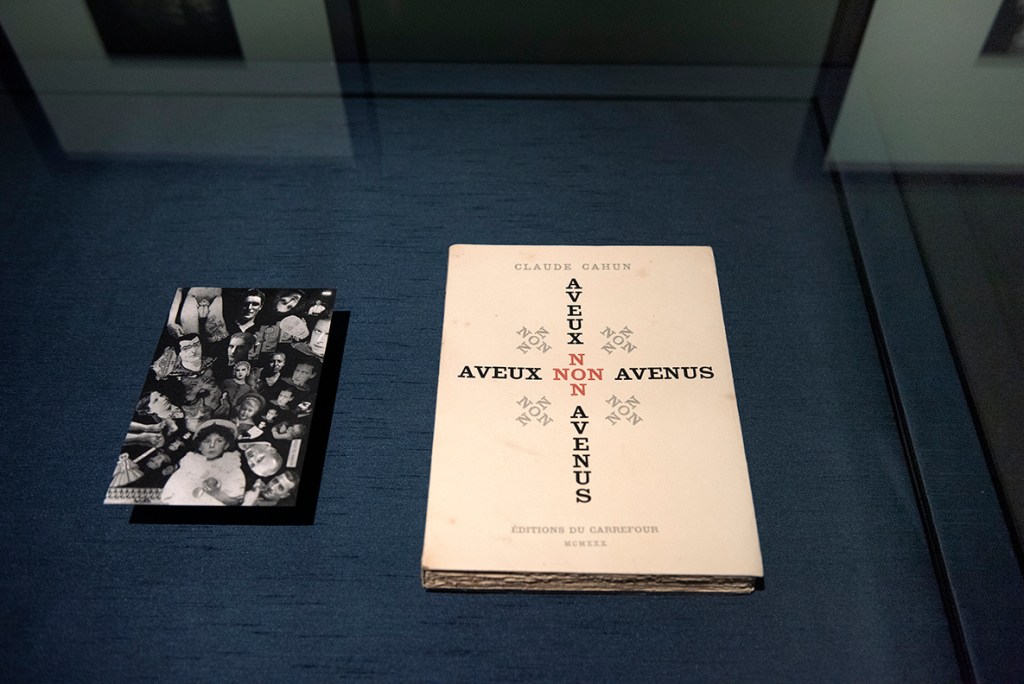 CLAUDE CAHUN
AVEUX
NON NON
NON NON
AVEUX NON AVENUS
NON
NON NON
NON NON
AVENUS
ÉDITIONS DU CARREFOUR
MCMXXX